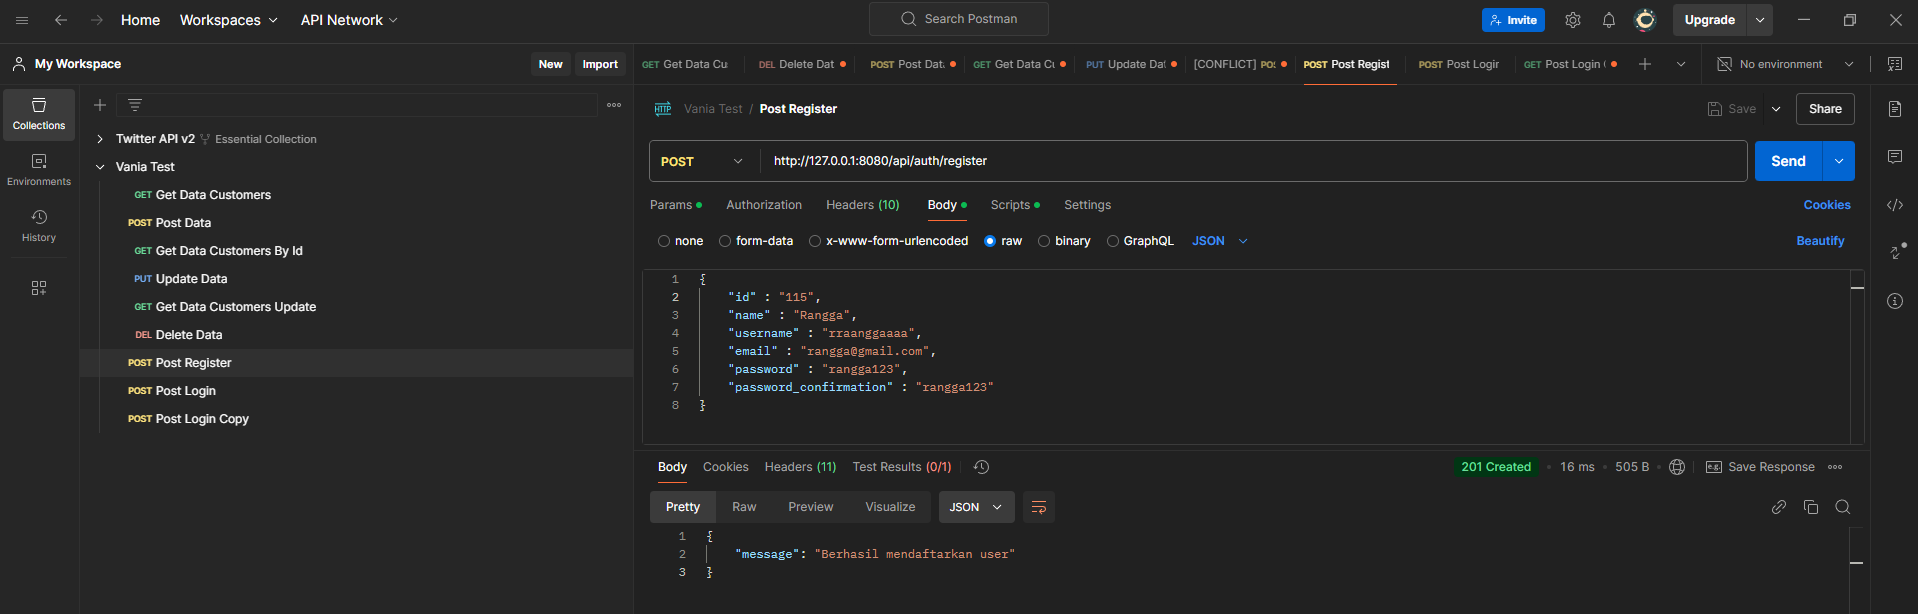 Home Workspaces API Network Search Postman Invite Upgrade
My Workspace New Import
GET Get Data Cu DEL Delete Dat POST Post Dat GET Get Data Cu PUT Update Dat [CONFLICT] POS POST Post Regist POST Post Login GET Post Login No environment
Collections
Environments
History
Twitter API v2 Essential Collection
Vania Test
GET Get Data Customers
POST Post Data
GET Get Data Customers By Id
PUT Update Data
GET Get Data Customers Update
DEL Delete Data
POST Post Register
POST Post Login
POST Post Login Copy
HTTP Vania Test / Post Register Save Share
POST http://127.0.0.1:8080/api/auth/register Send
Params Authorization Headers (10) Body Scripts Settings Cookies
none form-data x-www-form-urlencoded raw binary GraphQL JSON Beautify
1 {
2 "id" : "115",
3 "name" : "Rangga",
4 "username" : "rraanggaaaa",
5 "email" : "rangga@gmail.com",
6 "password" : "rangga123",
7 "password_confirmation" : "rangga123"
8 }
Body Cookies Headers (11) Test Results (0/1) 201 Created 16 ms 505 B e.g. Save Response
Pretty Raw Preview Visualize JSON
1 {
2 "message": "Berhasil mendaftarkan user"
3 }